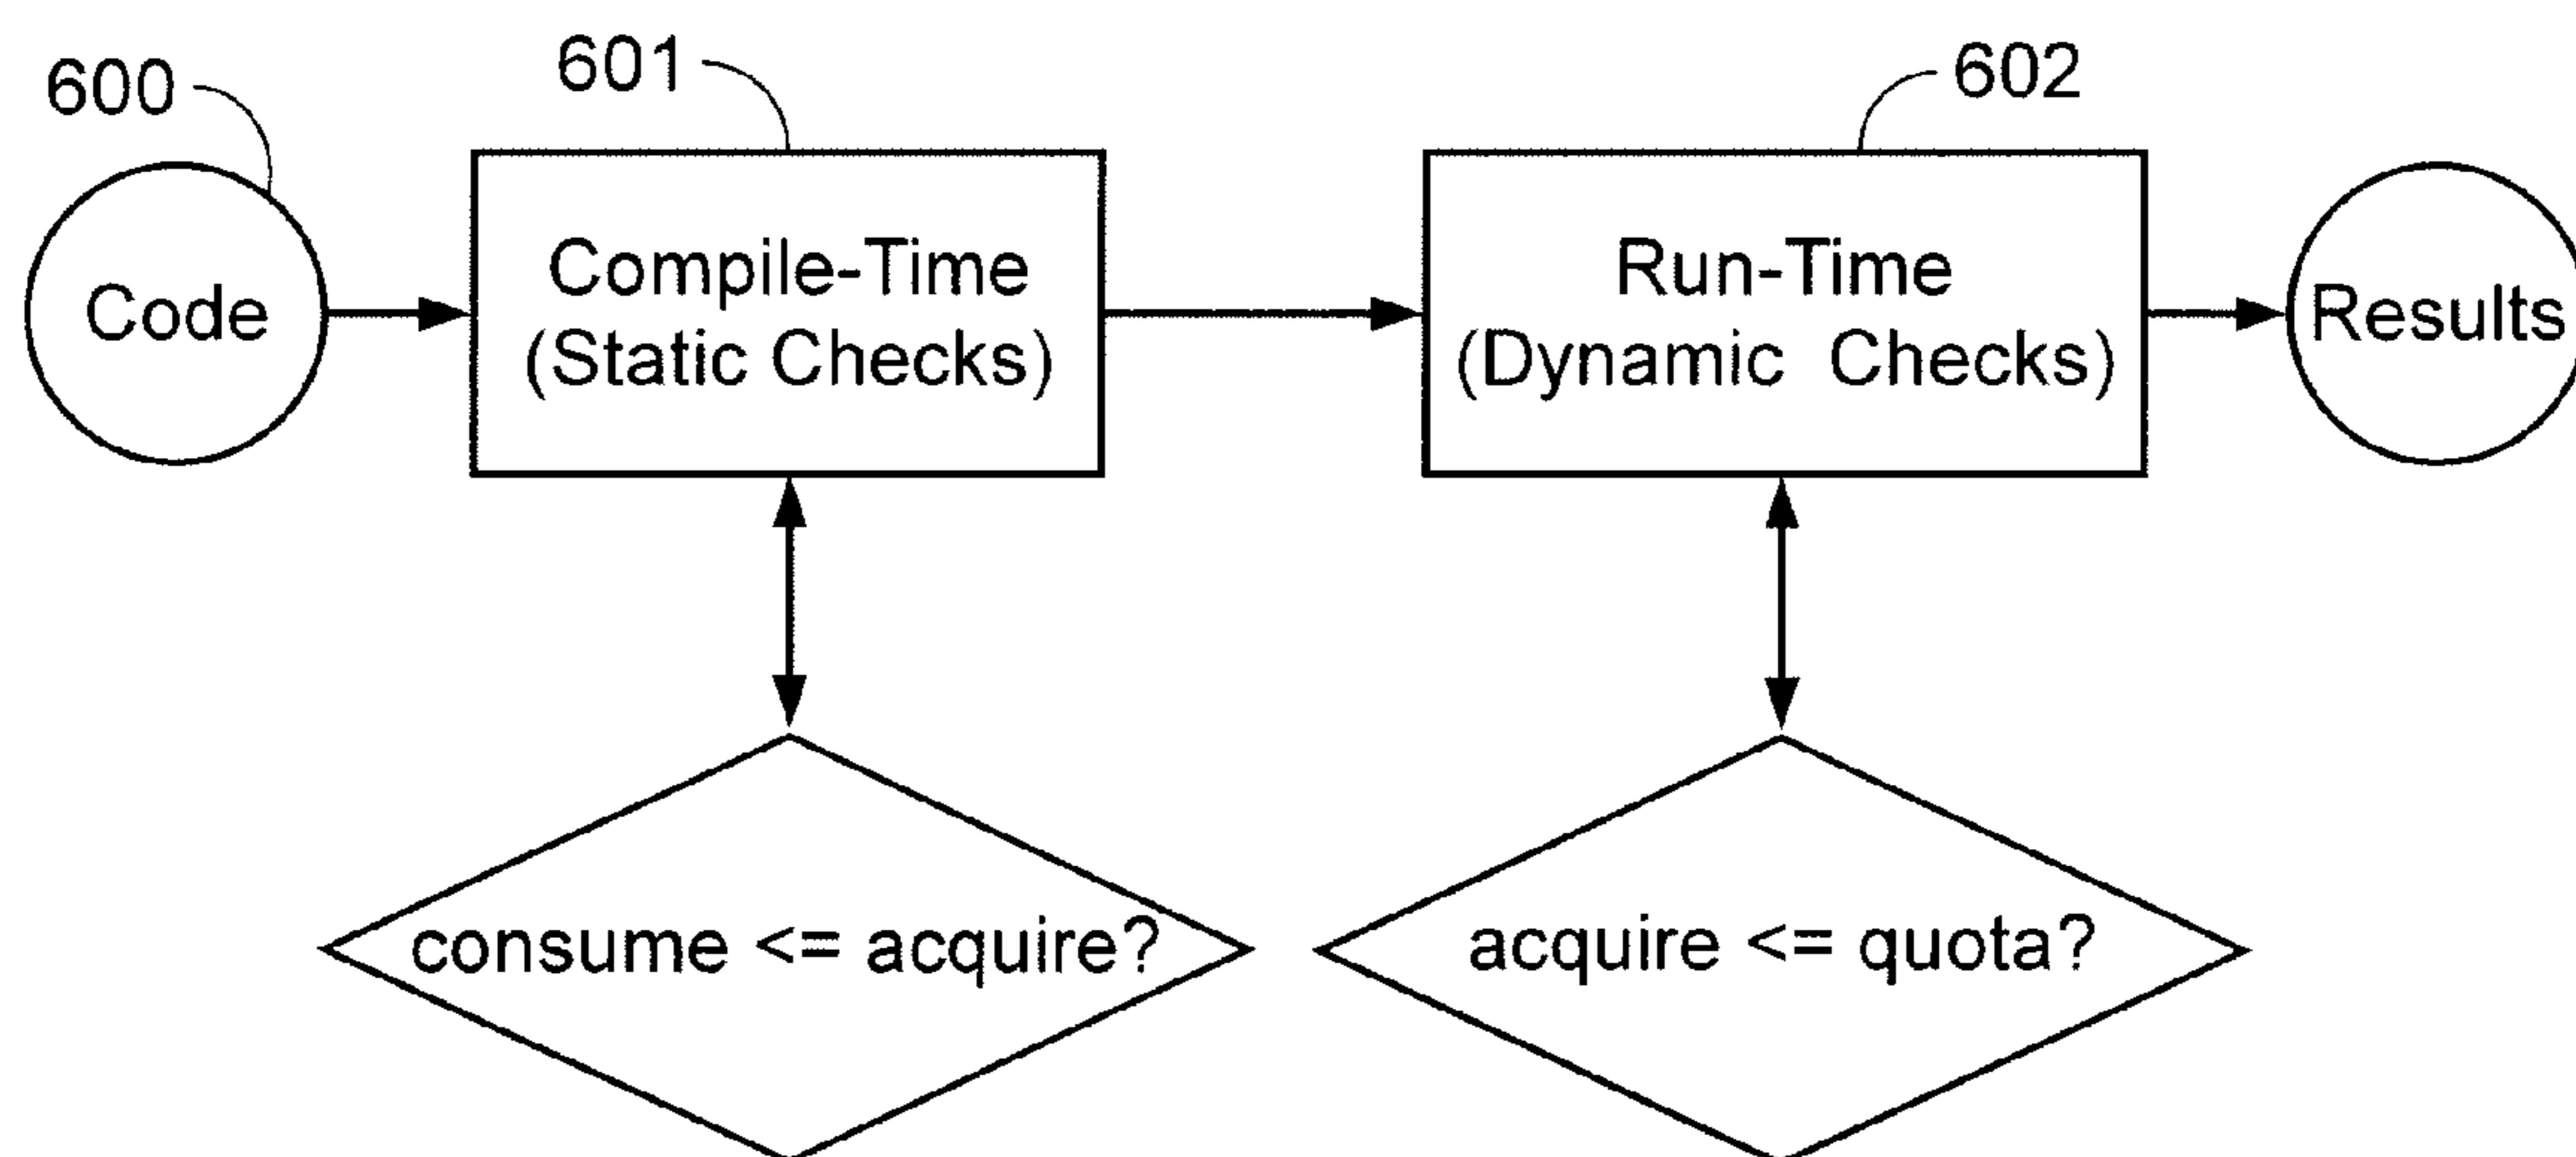 600
601
602
Code
Compile-Time
(Static Checks)
Run-Time
(Dynamic Checks)
Results
consume <= acquire?
acquire <= quota?